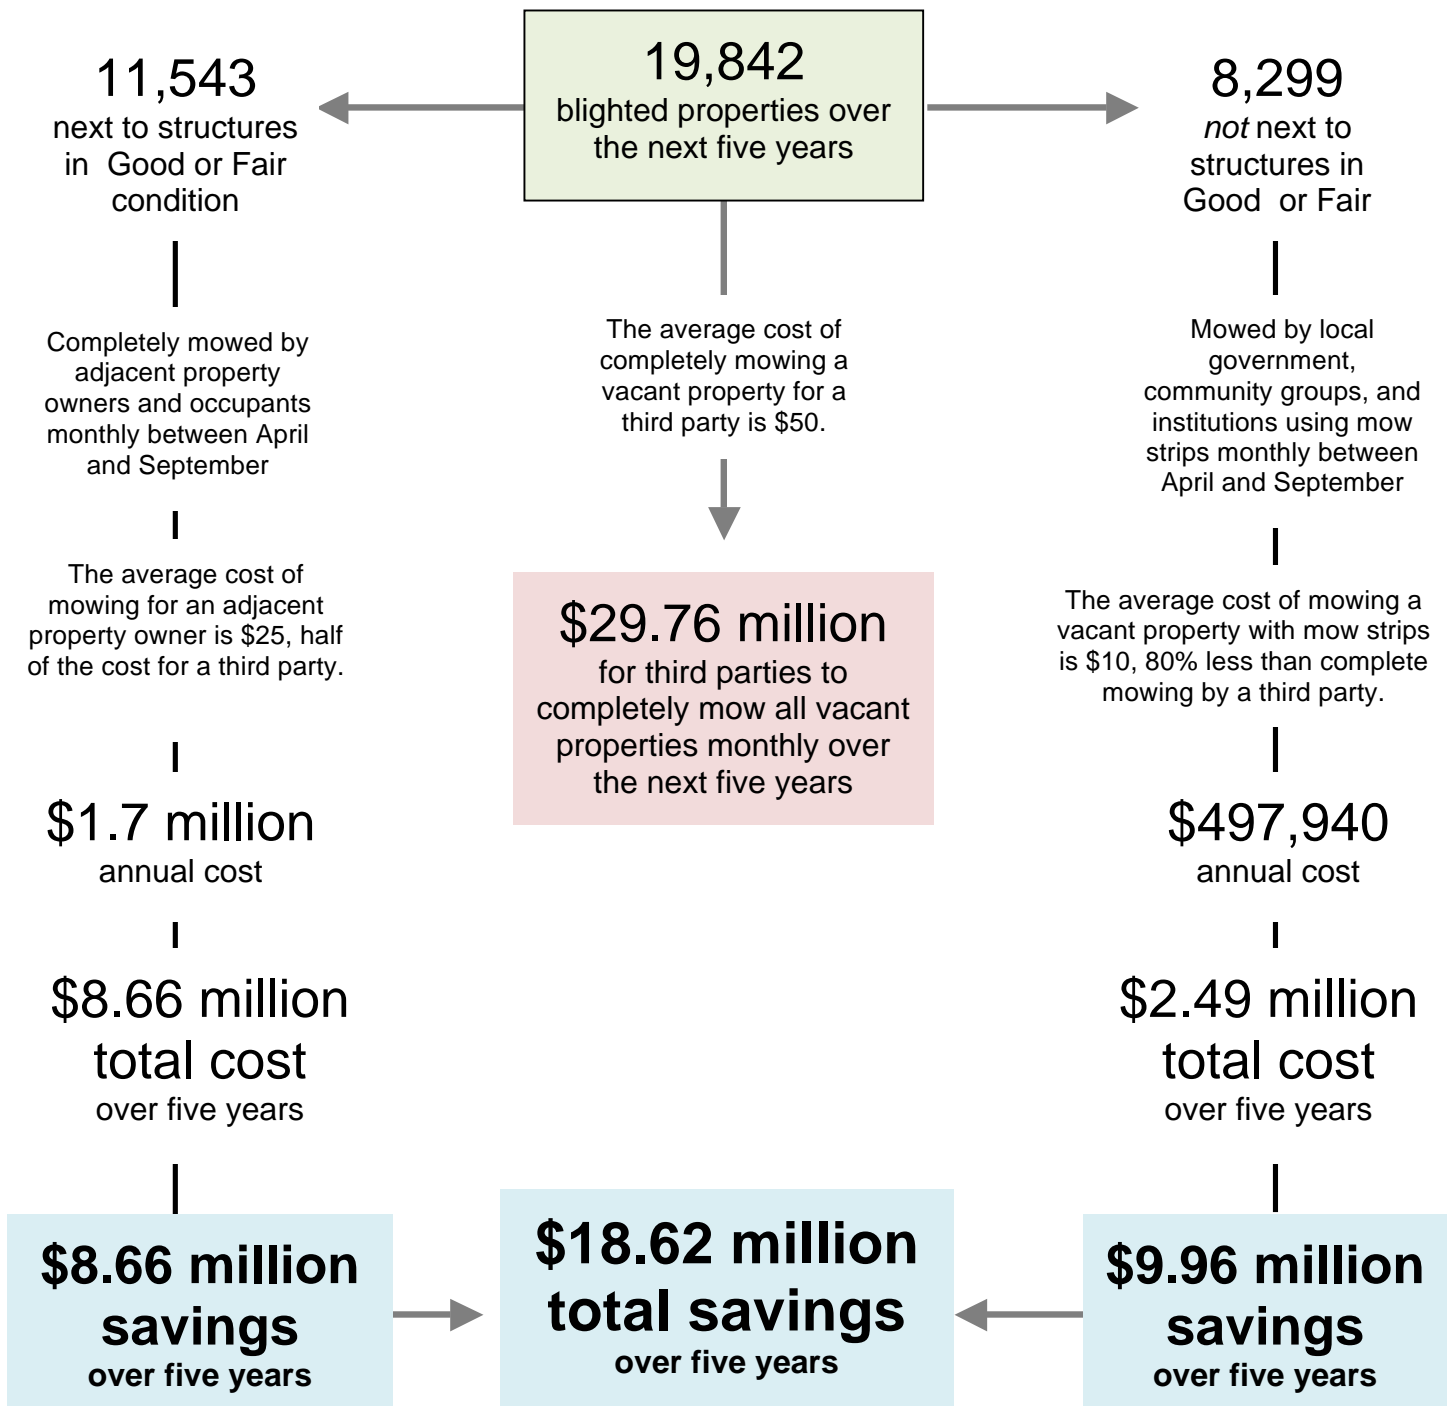 19,842
blighted properties over
the next five years
11,543
next to structures
in Good or Fair
condition
Completely mowed by
adjacent property
owners and occupants
monthly between April
and September
The average cost of
mowing for an adjacent
property owner is $25, half
of the cost for a third party.
$1.7 million
annual cost
$8.66 million
total cost
over five years
$8.66 million
savings
over five years
The average cost of
completely mowing a
vacant property for a
third party is $50.
$29.76 million
for third parties to
completely mow all vacant
properties monthly over
the next five years
8,299
not next to
structures in
Good or Fair
Mowed by local
government,
community groups, and
institutions using mow
strips monthly between
April and September
The average cost of mowing a
vacant property with mow strips
is $10, 80% less than complete
mowing by a third party.
$497,940
annual cost
$2.49 million
total cost
over five years
$9.96 million
savings
over five years
$18.62 million
total savings
over five years